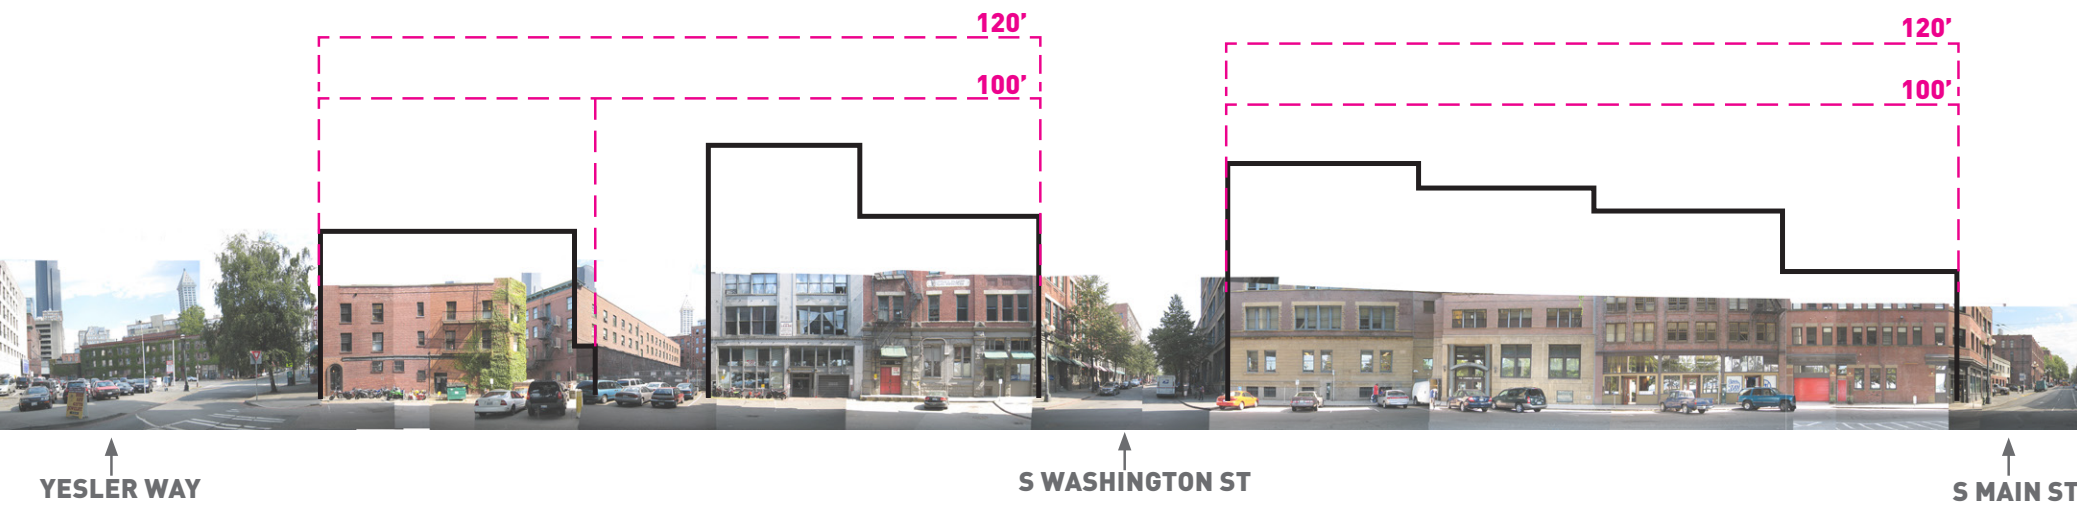 120’
120’
100’
100’
YESLER WAY
S WASHINGTON ST
S MAIN ST